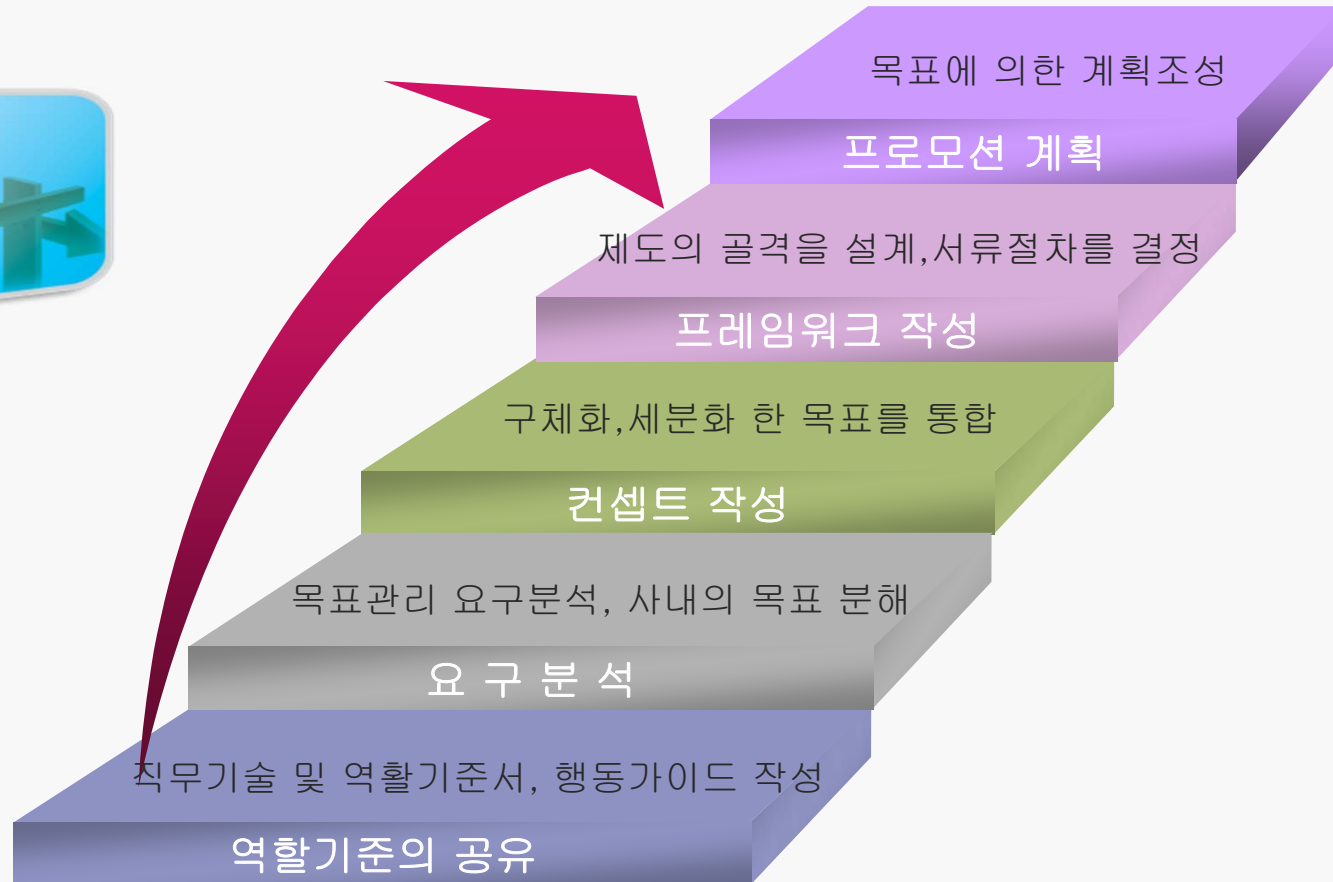 목표에 의한 계획조성
프로모션 계획
제도의 골격을 설계,서류절차를 결정
프레임워크 작성
구체화,세분화 한 목표를 통합
컨셉트 작성
목표관리 요구분석, 사내의 목표 분해
요 구 분 석
직무기술 및 역활기준서, 행동가이드 작성
역할기준의 공유